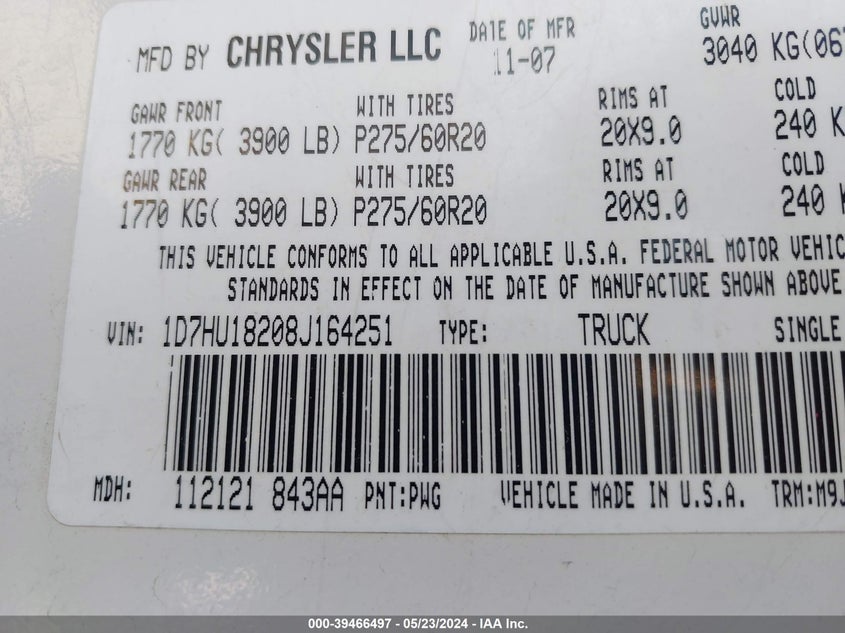 MFD BY CHRYSLER LLC DATE OF MFR GVWR
11-07 3040 KG(06
GAWR FRONT WITH TIRES RIMS AT COLD
1770 KG( 3900 LB) P275/60R20 20X9.0 240 K
GAWR REAR WITH TIRES RIMS AT COLD
1770 KG( 3900 LB) P275/60R20 20X9.0 240
THIS VEHICLE CONFORMS TO ALL APPLICABLE U.S.A. FEDERAL MOTOR VEHIC
STANDARDS IN EFFECT ON THE DATE OF MANUFACTURE SHOWN ABOVE
VIN: 1D7HU18208J164251 TYPE: TRUCK SINGLE
MDH: 112121 843AA PNT:PWG VEHICLE MADE IN U.S.A. TRM:M9J
000-39466497 - 05/23/2024 - IAA Inc.